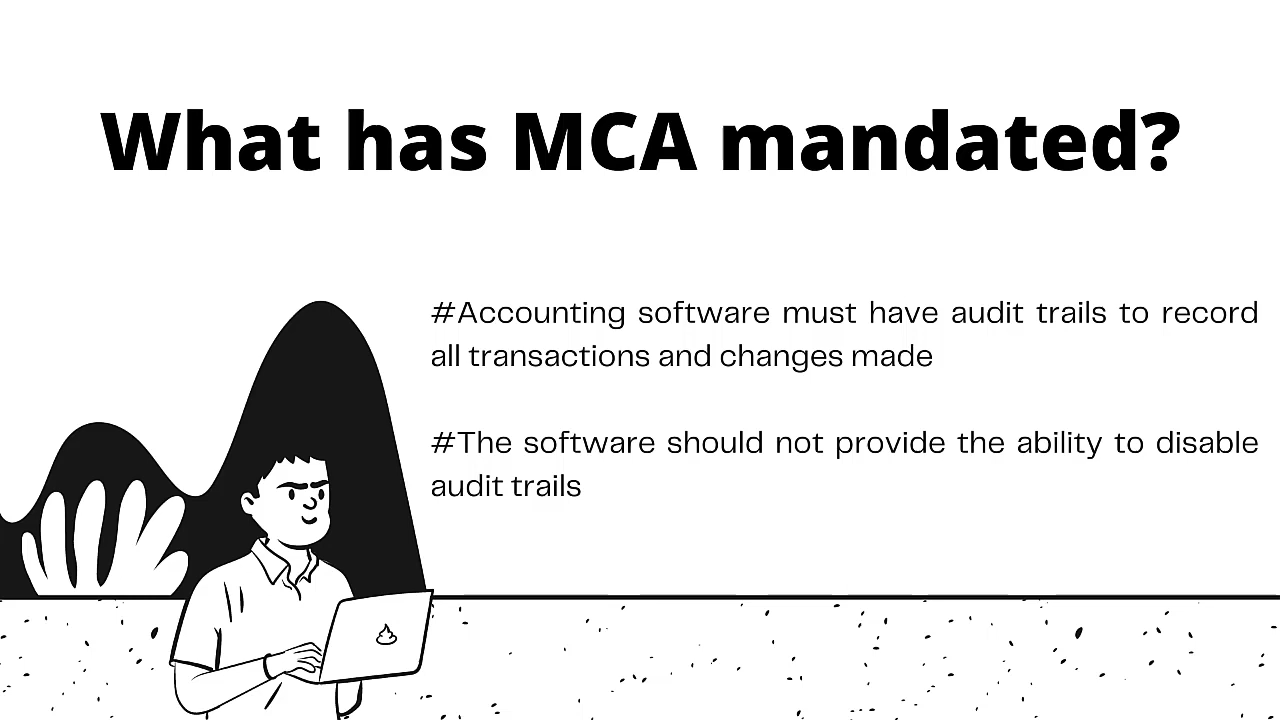 What has MCA mandated?
#Accounting software must have audit trails to record
all transactions and changes made
#The software should not provide the ability to disable
audit trails